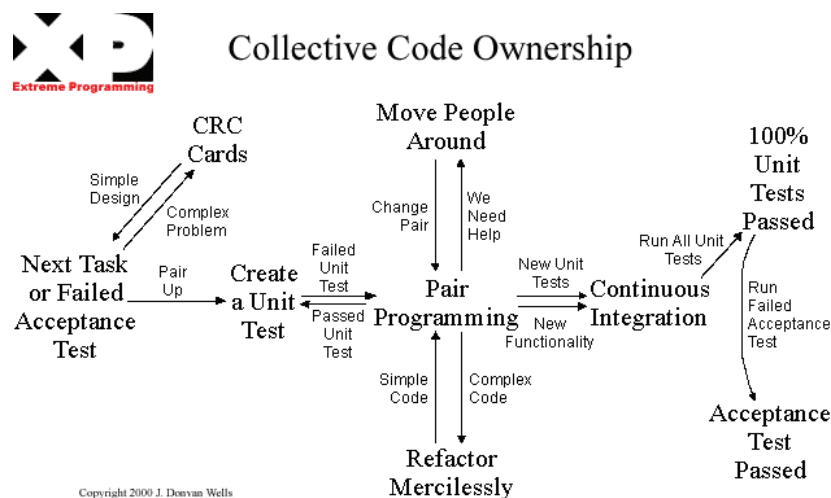 XP
Extreme Programming
Collective Code Ownership
CRC
Cards
Simple
Design
Complex
Problem
Next Task
or Failed
Acceptance
Test
Pair
Up
Create
a Unit
Test
Failed
Unit
Test
Passed
Unit
Test
Move People
Around
Change
Pair
We
Need
Help
Pair
Programming
Simple
Code
Complex
Code
Refactor
Mercilessly
New Unit
Tests
New
Functionality
Continuous
Integration
Run All Unit
Tests
100%
Unit
Tests
Passed
Run
Failed
Acceptance
Test
Acceptance
Test
Passed
Copyright 2000 J. Donvan Wells